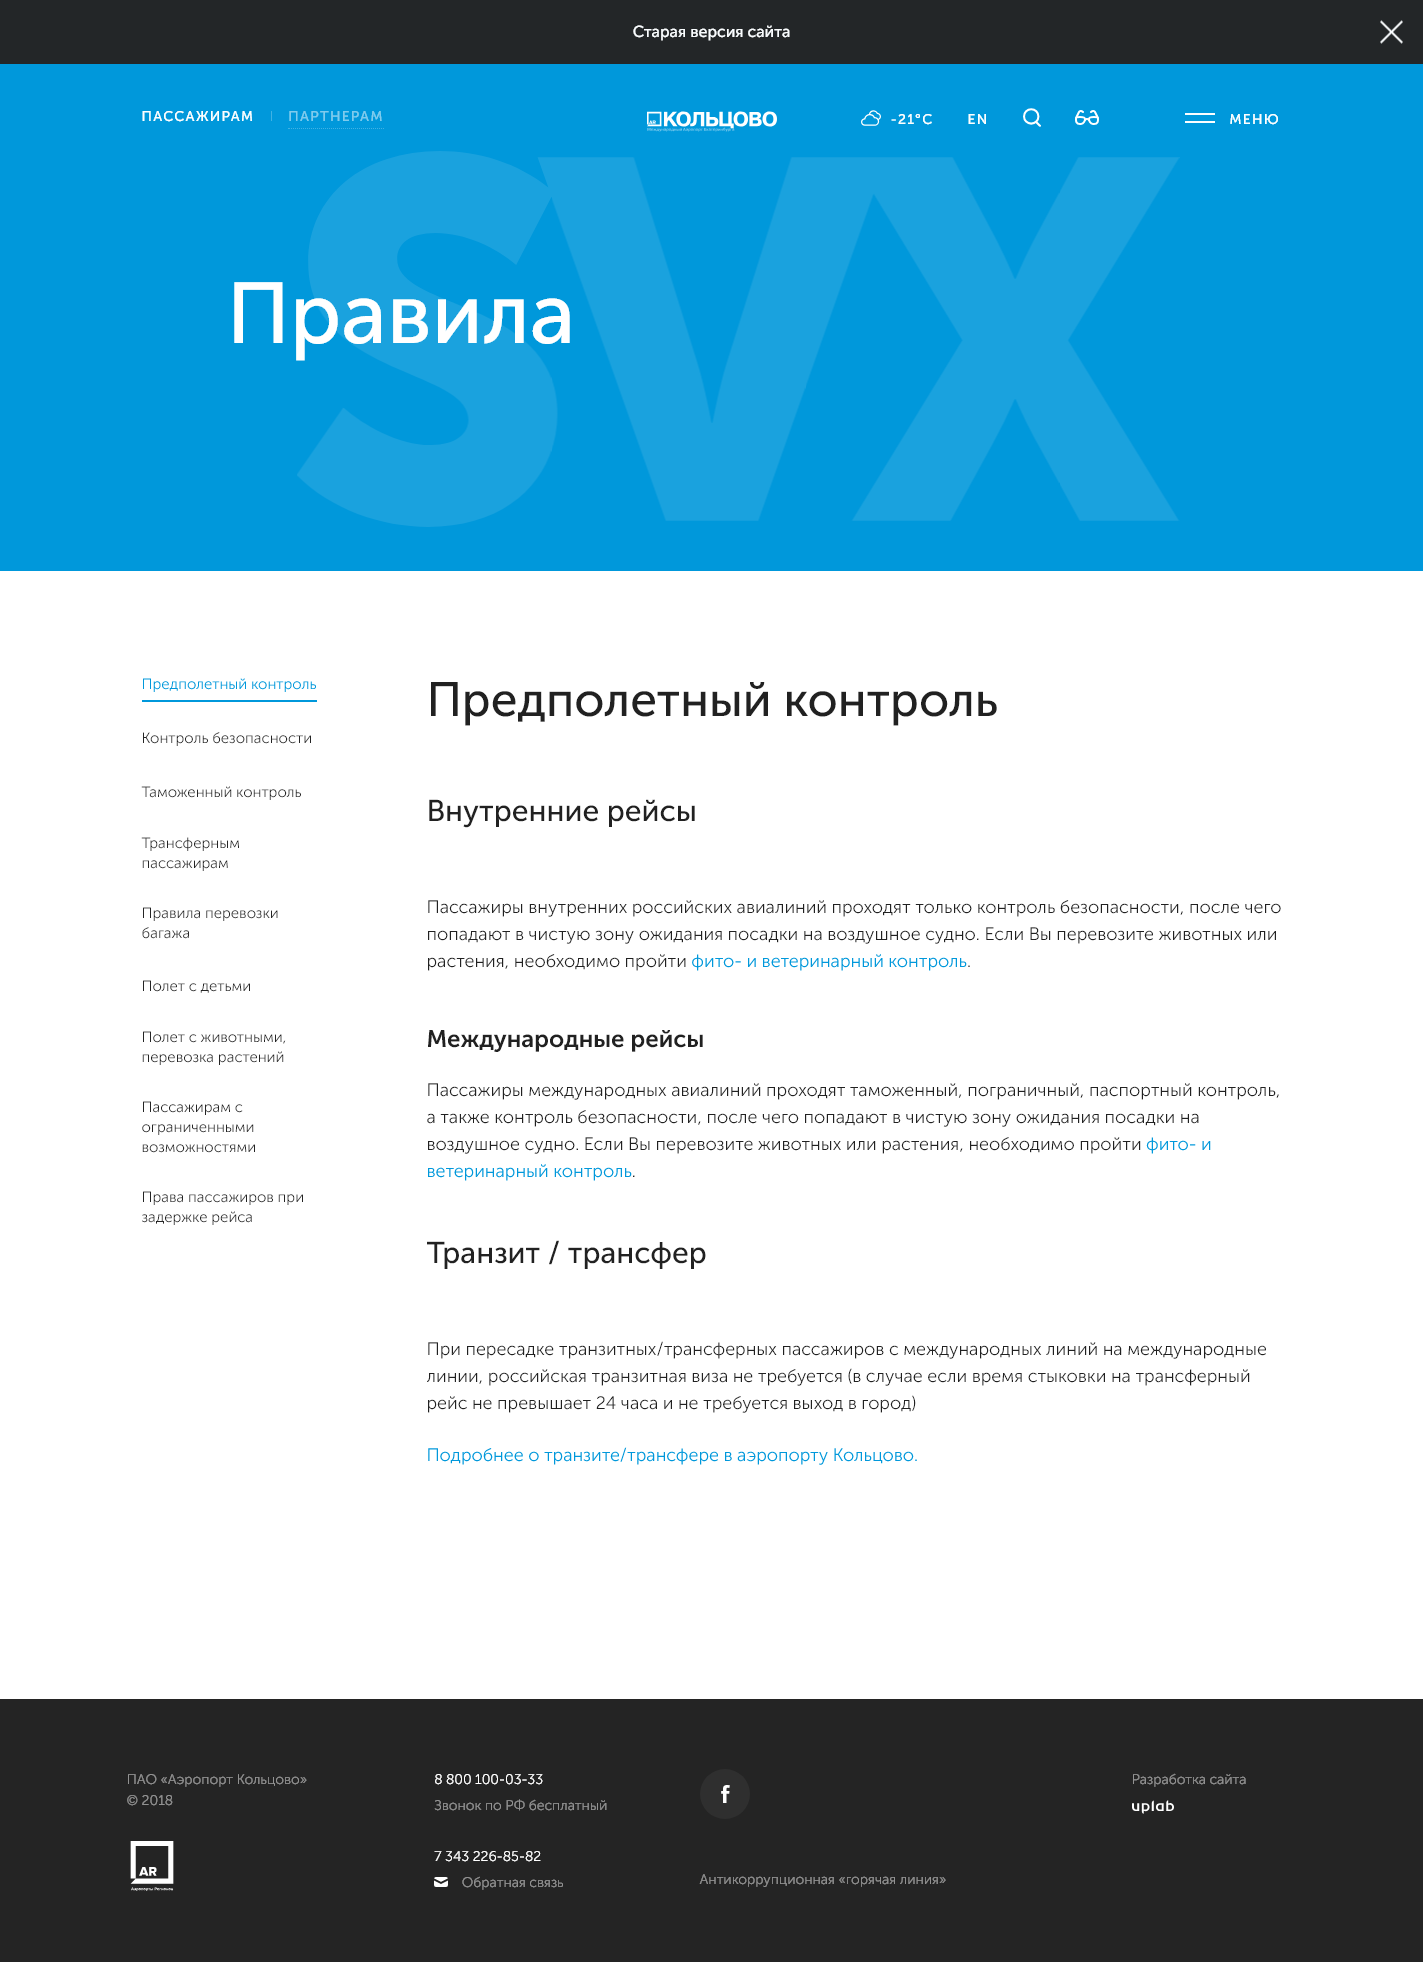 Старая версия сайта
ПАССАЖИРАМ
ПАРТНЕРАМ
КОЛЬЦОВО
-21°C
EN
МЕНЮ
SVX
Правила
Предполетный контроль
Контроль безопасности
Таможенный контроль
Трансферным
пассажирам
Правила перевозки
багажа
Полет с детьми
Полет с животными,
перевозка растений
Пассажирам с
ограниченными
возможностями
Права пассажиров при
задержке рейса
Предполетный контроль
Внутренние рейсы
Пассажиры внутренних российских авиалиний проходят только контроль безопасности, после чего
попадают в чистую зону ожидания посадки на воздушное судно. Если Вы перевозите животных или
растения, необходимо пройти фито- и ветеринарный контроль.
Международные рейсы
Пассажиры международных авиалиний проходят таможенный, пограничный, паспортный контроль,
а также контроль безопасности, после чего попадают в чистую зону ожидания посадки на
воздушное судно. Если Вы перевозите животных или растения, необходимо пройти фито- и
ветеринарный контроль.
Транзит / трансфер
При пересадке транзитных/трансферных пассажиров с международных линий на международные
линии, российская транзитная виза не требуется (в случае если время стыковки на трансферный
рейс не превышает 24 часа и не требуется выход в город)
Подробнее о транзите/трансфере в аэропорту Кольцово.
ПАО «Аэропорт Кольцово»
© 2018
AR
Аэропорты Регионов
8 800 100-03-33
Звонок по РФ бесплатный
7 343 226-85-82
Обратная связь
f
Антикоррупционная «горячая линия»
Разработка сайта
uplab